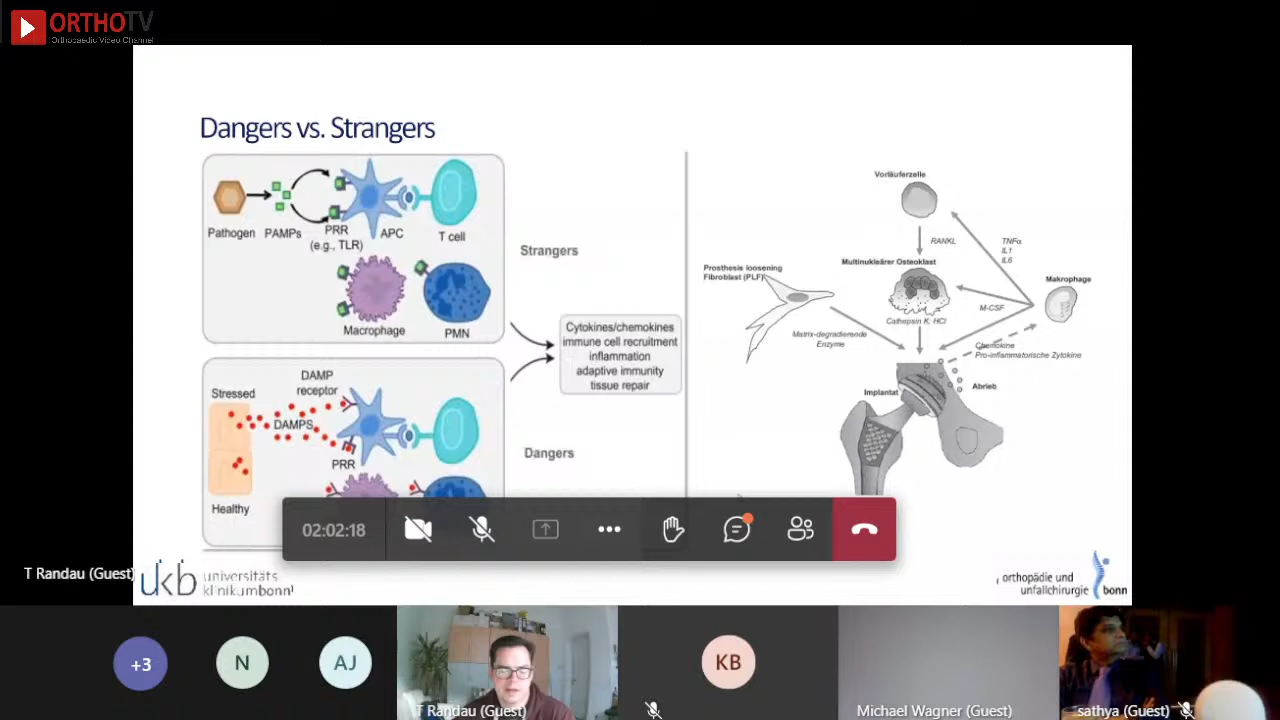 ORTHOTV
Orthopaedic Video Channel
Dangers vs. Strangers
Pathogen
PAMPs
PRR
(e.g., TLR)
APC
T cell
Macrophage
PMN
Strangers
Cytokines/chemokines
immune cell recruitment
inflammation
adaptive immunity
tissue repair
Stressed
DAMP
receptor
DAMPS
PRR
Healthy
Dangers
Vorläuferzelle
RANKL
TNFα
IL1
IL6
Multinukleärer Osteoklast
Makrophage
Prosthesie loosening
Fibroblast (PLF)
M-CSF
Cathepsin K; HCl
Matrix-degradierende
Enzyme
Chemokine
Pro-inflammatorische Zytokine
Implantat
Abrieb
02:02:18
T Randau (Guest)
ukb universitäts
klinikumbonn
orthopädie und
unfallchirurgie bonn
+3
N
AJ
T Randau (Guest)
KB
Michael Wagner (Guest)
sathya (Guest)